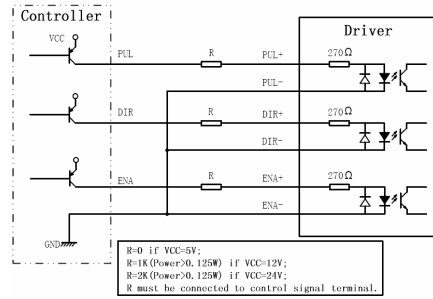 Controller
Driver
VCC
PUL
R
PUL+
270Ω
PUL-
DIR
R
DIR+
270Ω
DIR-
ENA
R
ENA+
270Ω
ENA-
GND
R=0 if VCC=5V;
R=1K(Power>0.125W) if VCC=12V;
R=2K(Power>0.125W) if VCC=24V;
R must be connected to control signal terminal.